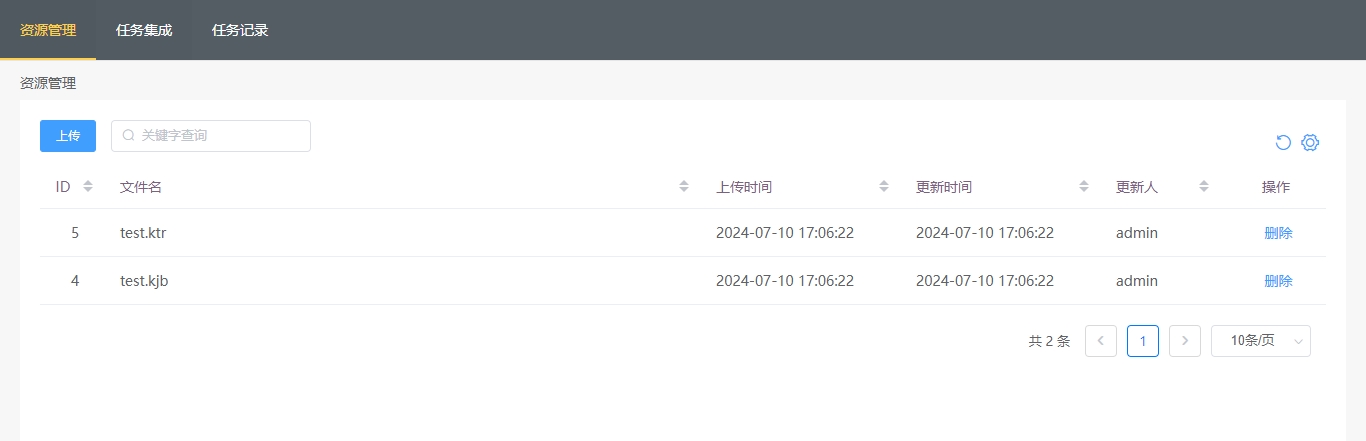 资源管理 任务集成 任务记录
资源管理
上传 关键字查询
ID 文件名 上传时间 更新时间 更新人 操作
5 test.ktr 2024-07-10 17:06:22 2024-07-10 17:06:22 admin 删除
4 test.kjb 2024-07-10 17:06:22 2024-07-10 17:06:22 admin 删除
共 2 条 1 10条/页